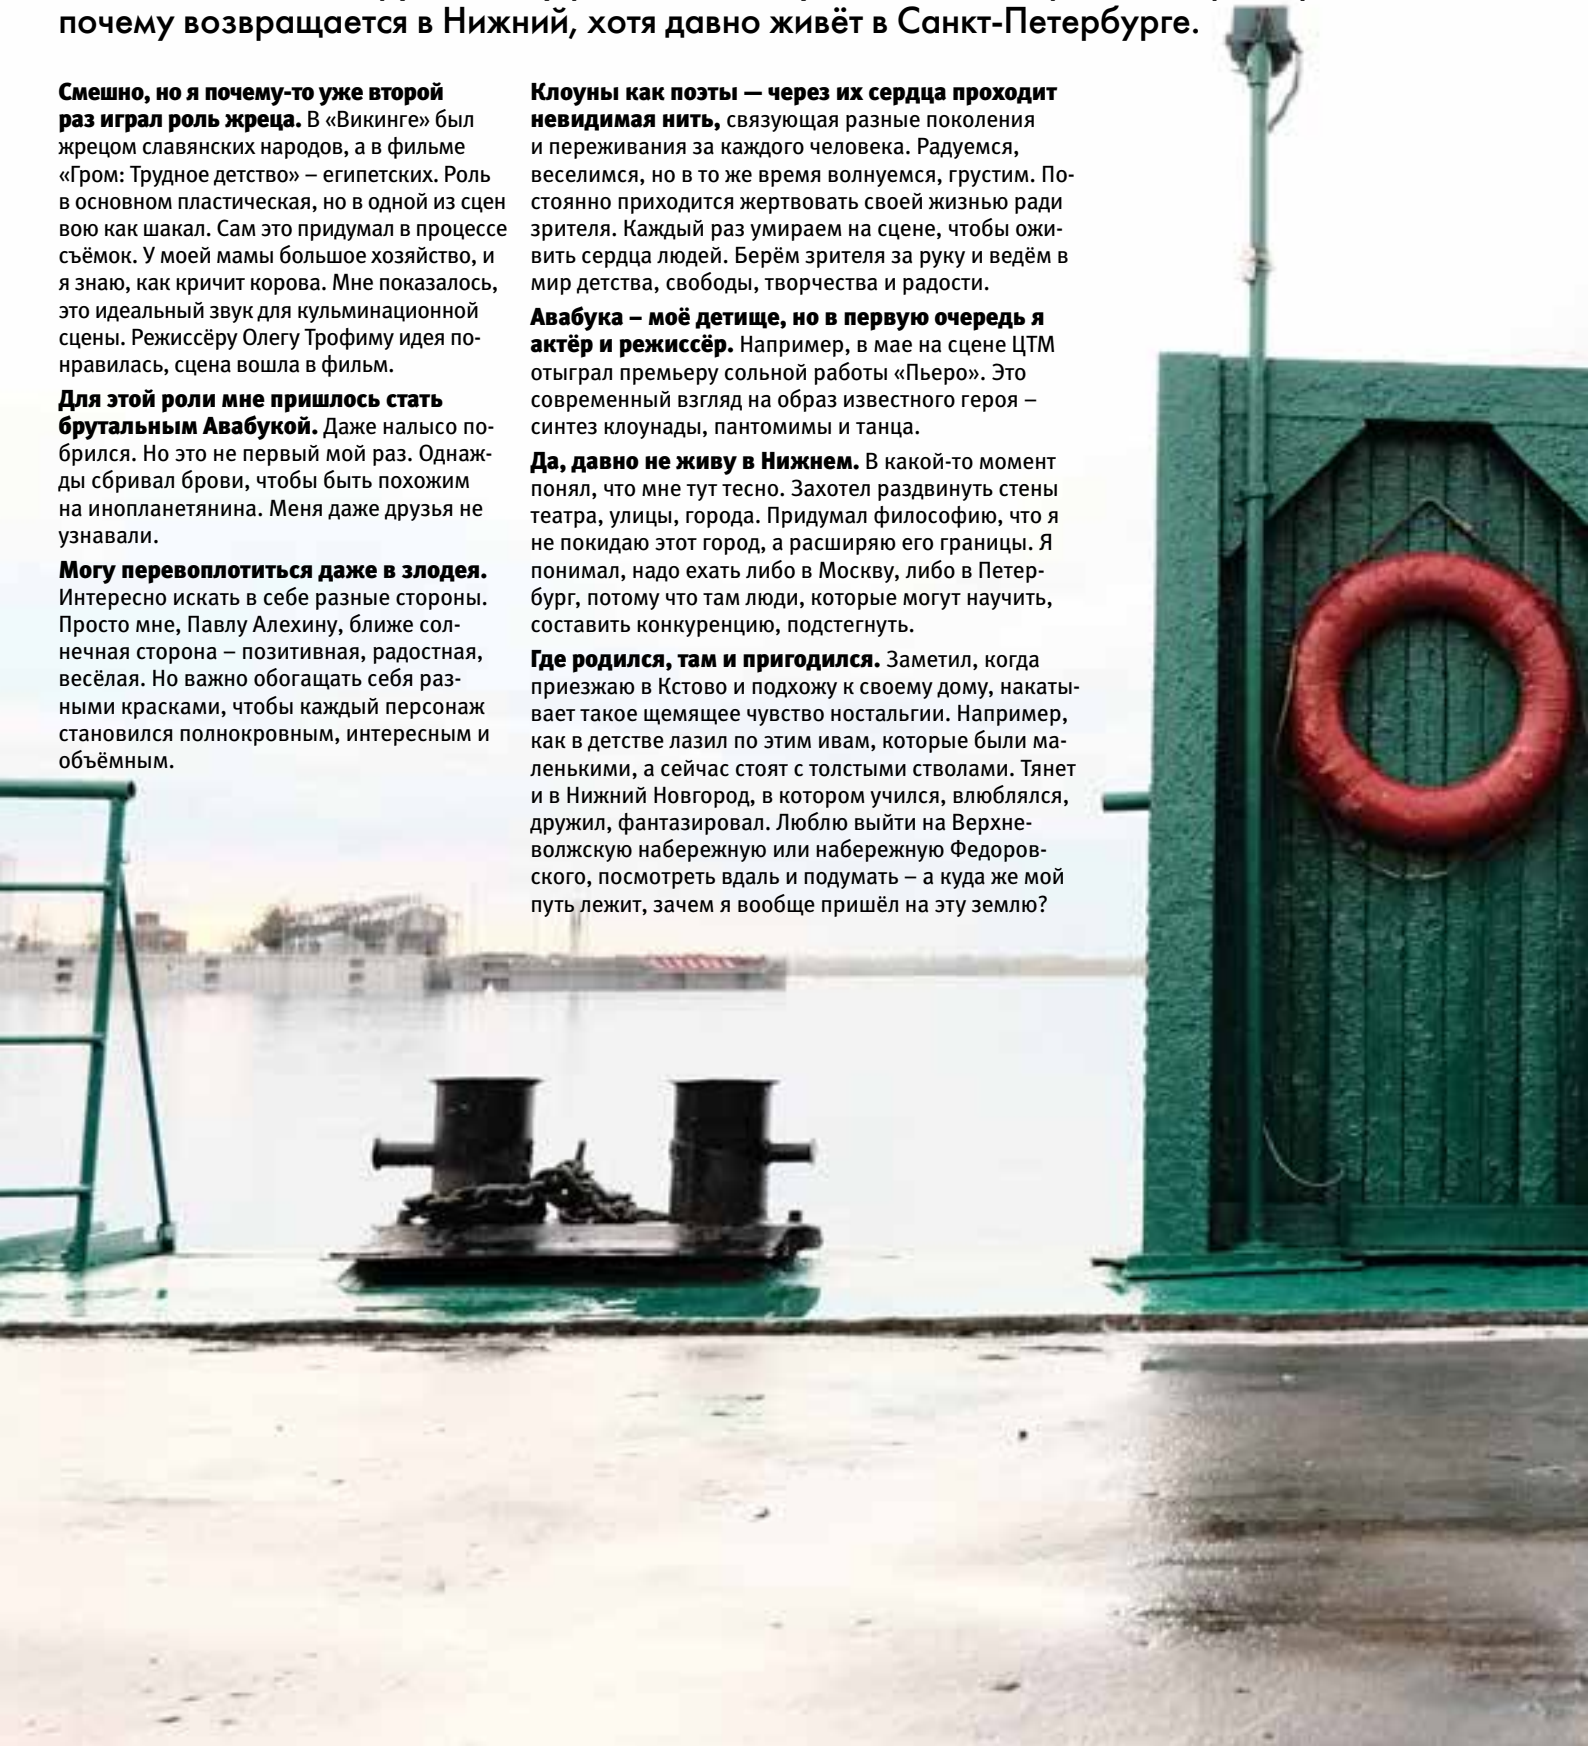 почему возвращается в Нижний, хотя давно живёт в Санкт-Петербурге.
Смешно, но я почему-то уже второй
раз играл роль жреца. В «Викинге» был
жрецом славянских народов, а в фильме
«Гром: Трудное детство» – египетских. Роль
в основном пластическая, но в одной из сцен
вою как шакал. Сам это придумал в процессе
съёмок. У моей мамы большое хозяйство, и
я знаю, как кричит корова. Мне показалось,
это идеальный звук для кульминационной
сцены. Режиссёру Олегу Трофиму идея по-
нравилась, сцена вошла в фильм.
Для этой роли мне пришлось стать
брутальным Авабукой. Даже налысо по-
брился. Но это не первый мой раз. Однаж-
ды сбривал брови, чтобы быть похожим
на инопланетянина. Меня даже друзья не
узнавали.
Могу перевоплотиться даже в злодея.
Интересно искать в себе разные стороны.
Просто мне, Павлу Алехину, ближе сол-
нечная сторона – позитивная, радостная,
весёлая. Но важно обогащать себя раз-
ными красками, чтобы каждый персонаж
становился полнокровным, интересным и
объёмным.
Клоуны как поэты — через их сердца проходит
невидимая нить, связующая разные поколения
и переживания за каждого человека. Радуемся,
веселимся, но в то же время волнуемся, грустим. По-
стоянно приходится жертвовать своей жизнью ради
зрителя. Каждый раз умираем на сцене, чтобы ожи-
вить сердца людей. Берём зрителя за руку и ведём в
мир детства, свободы, творчества и радости.
Авабука – моё детище, но в первую очередь я
актёр и режиссёр. Например, в мае на сцене ЦТМ
отыграл премьеру сольной работы «Пьеро». Это
современный взгляд на образ известного героя –
синтез клоунады, пантомимы и танца.
Да, давно не живу в Нижнем. В какой-то момент
понял, что мне тут тесно. Захотел раздвинуть стены
театра, улицы, города. Придумал философию, что я
не покидаю этот город, а расширяю его границы. Я
понимал, надо ехать либо в Москву, либо в Петер-
бург, потому что там люди, которые могут научить,
составить конкуренцию, подстегнуть.
Где родился, там и пригодился. Заметил, когда
приезжаю в Кстово и подхожу к своему дому, накаты-
вает такое щемящее чувство ностальгии. Например,
как в детстве лазил по этим ивам, которые были ма-
ленькими, а сейчас стоят с толстыми стволами. Тянет
и в Нижний Новгород, в котором учился, влюблялся,
дружил, фантазировал. Люблю выйти на Верхне-
волжскую набережную или набережную Федоров-
ского, посмотреть вдаль и подумать – а куда же мой
путь лежит, зачем я вообще пришёл на эту землю?